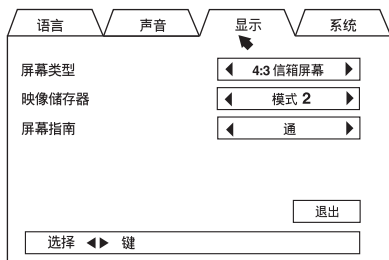 语言 声音 显示 系统
屏幕类型 4:3 信箱屏幕
映像储存器 模式 2
屏幕指南 通
退出
选择 ◀▶ 键